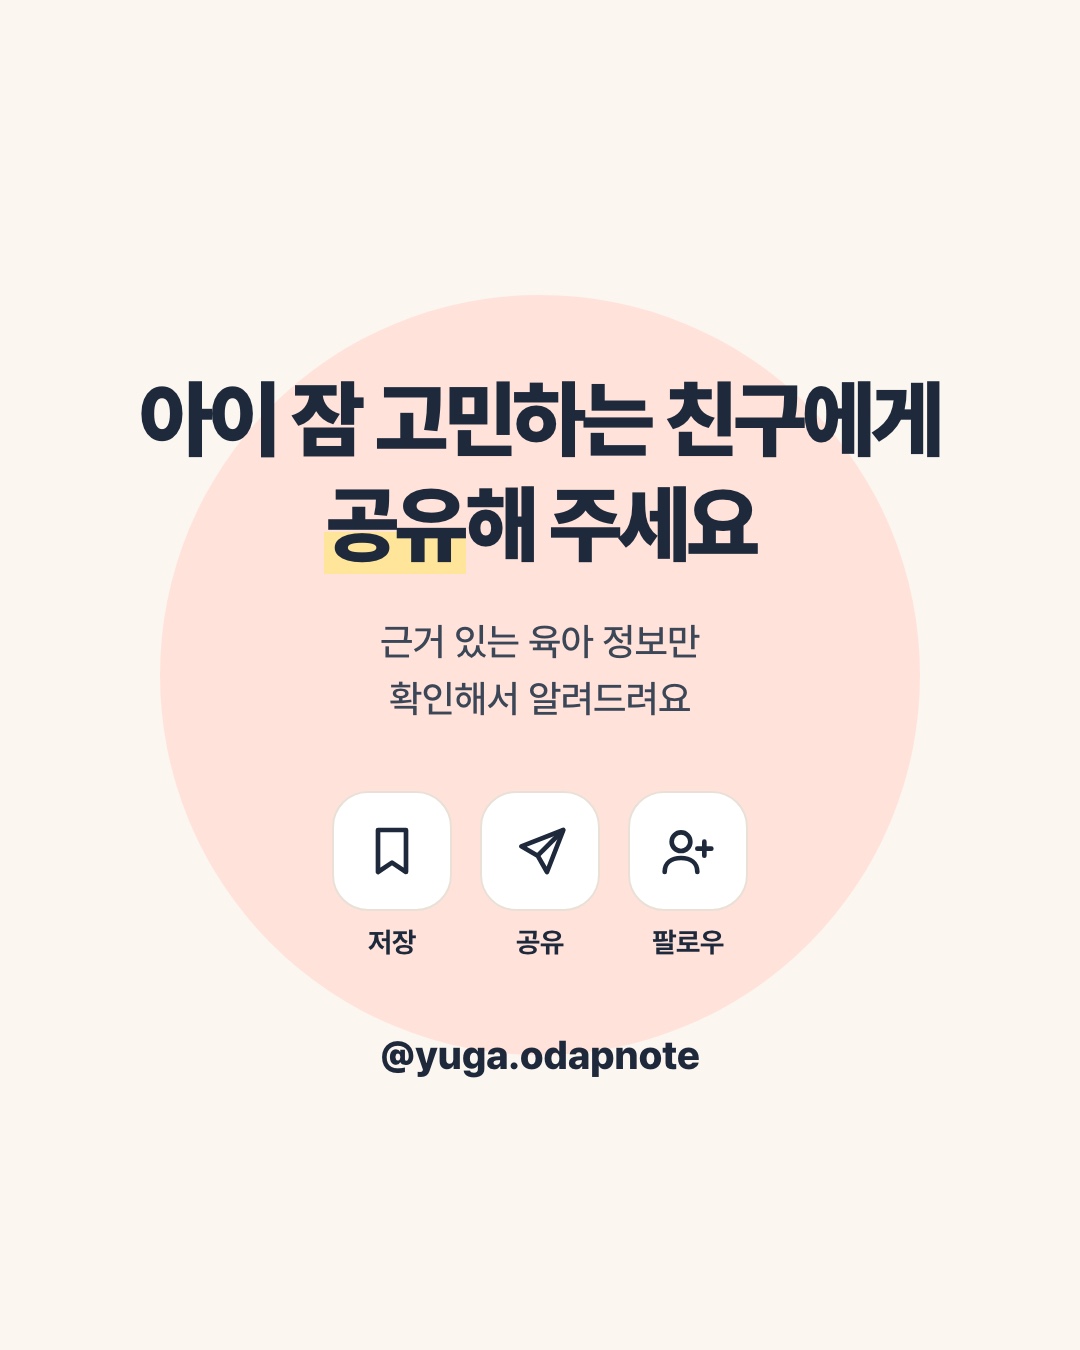 아이 잠 고민하는 친구에게
공유해 주세요
근거 있는 육아 정보만
확인해서 알려드려요
저장 공유 팔로우
@yuga.odapnote